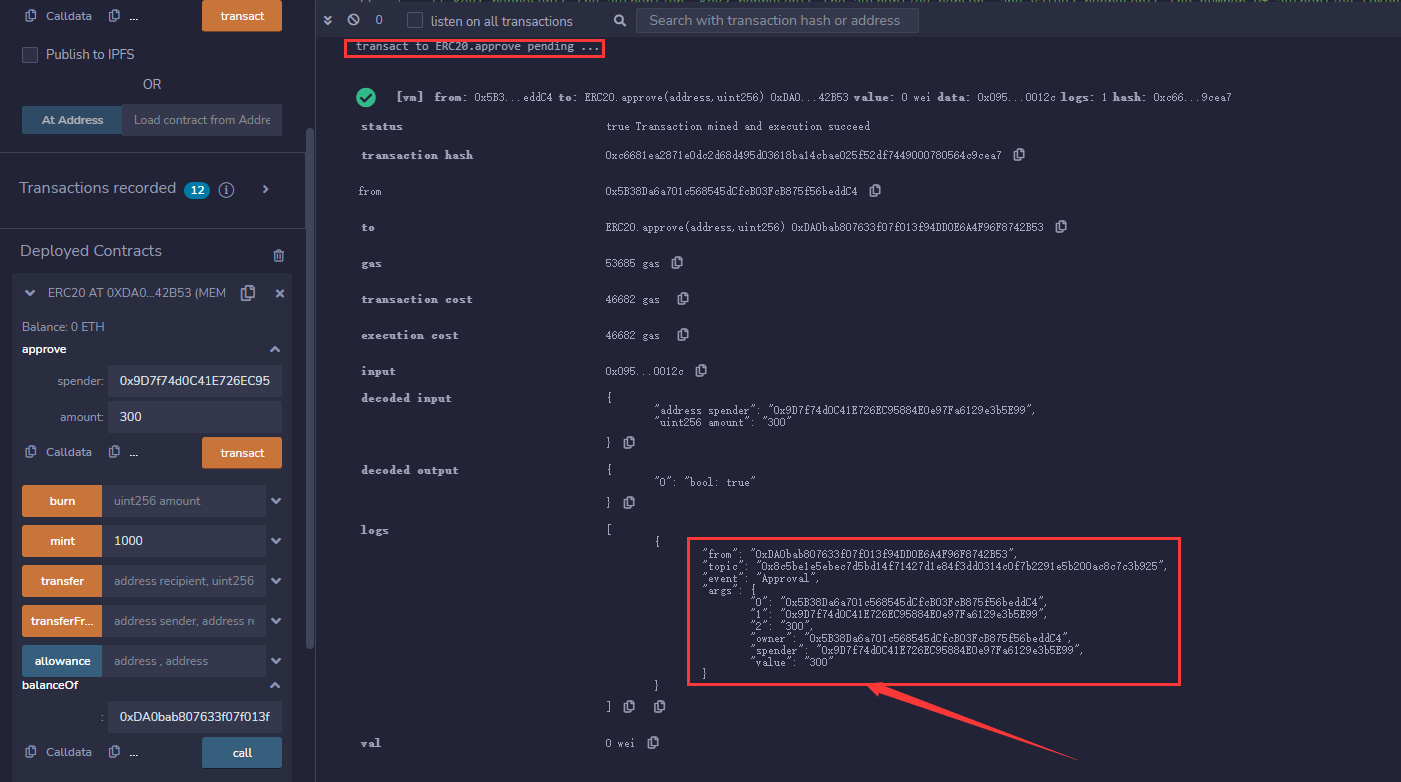 Calldata ...
transact
Publish to IPFS
OR
At Address Load contract from Addre
Transactions recorded 12 i
Deployed Contracts
ERC20 AT 0XDA0...42B53 (MEM
Balance: 0 ETH
approve
spender: 0x9D7f74d0C41E726EC95
amount: 300
Calldata ... transact
burn uint256 amount
mint 1000
transfer address recipient, uint256
transferFr... address sender, address re
allowance address , address
balanceOf
: 0xDA0bab807633f07f013f
Calldata ... call
0 listen on all transactions Search with transaction hash or address
transact to ERC20.approve pending ...
[vm] from: 0x5B3...eddC4 to: ERC20.approve(address,uint256) 0xDA0...42B53 value: 0 wei data: 0x095...0012c logs: 1 hash: 0xc66...9cea7
status true Transaction mined and execution succeed
transaction hash 0xc6681ea2871e0dc2d68d495d03618ba14cbae025f52df7449000780564c9cea7
from 0x5B38Da6a701c568545dCfcB03FcB875f56beddC4
to ERC20.approve(address,uint256) 0xDA0bab807633f07f013f94DD0E6A4F96F8742B53
gas 53685 gas
transaction cost 46682 gas
execution cost 46682 gas
input 0x095...0012c
decoded input {
"address spender": "0x9D7f74d0C41E726EC95884E0e97Fa6129e3b5E99",
"uint256 amount": "300"
}
decoded output {
"0": "bool: true"
}
logs [
{
"from": "0xDA0bab807633f07f013f94DD0E6A4F96F8742B53",
"topic": "0x8c5be1e5ebec7d5bd14f71427d1e84f3dd0314c0f7b2291e5b200ac8c7c3b925",
"event": "Approval",
"args": {
"0": "0x5B38Da6a701c568545dCfcB03FcB875f56beddC4",
"1": "0x9D7f74d0C41E726EC95884E0e97Fa6129e3b5E99",
"2": "300",
"owner": "0x5B38Da6a701c568545dCfcB03FcB875f56beddC4",
"spender": "0x9D7f74d0C41E726EC95884E0e97Fa6129e3b5E99",
"value": "300"
}
}
]
val 0 wei